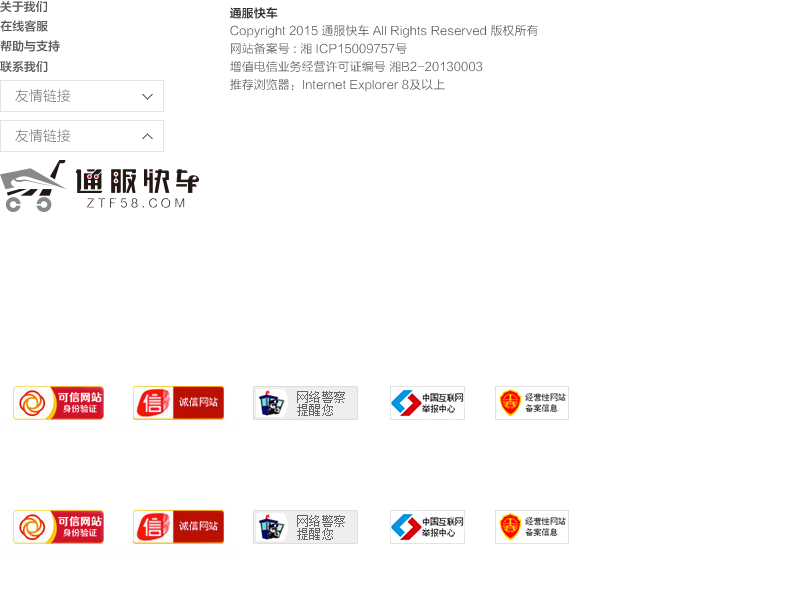 关于我们
在线客服
帮助与支持
联系我们
友情链接
友情链接
通服快车
ZTF58.COM
通服快车
Copyright 2015 通服快车 All Rights Reserved 版权所有
网站备案号 : 湘 ICP15009757号
增值电信业务经营许可证编号 湘B2-20130003
推荐浏览器：Internet Explorer 8及以上
可信网站
身份验证
信
诚信网站
网络警察
提醒您
中国互联网
举报中心
经营性网站
备案信息
可信网站
身份验证
信
诚信网站
网络警察
提醒您
中国互联网
举报中心
经营性网站
备案信息